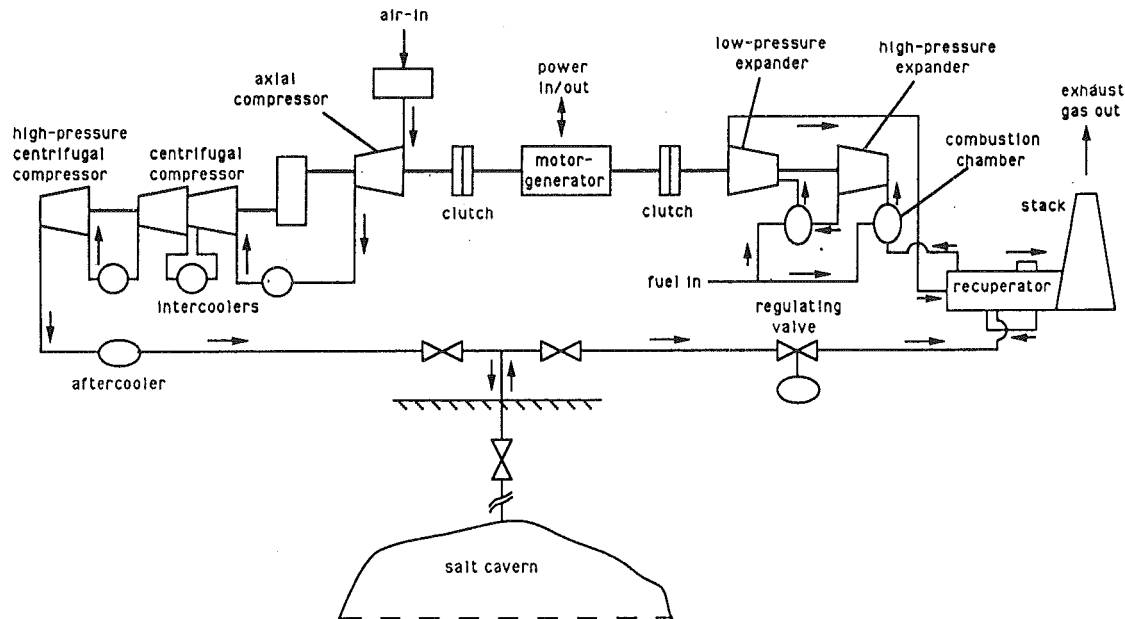 air-in
low-pressure
expander
high-pressure
expander
power
in/out
axial
compressor
exhaust
gas out
high-pressure
centrifugal
compressor
centrifugal
compressor
combustion
chamber
motor-
generator
clutch
clutch
stack
fuel in
recuperator
intercoolers
regulating
valve
aftercooler
salt cavern